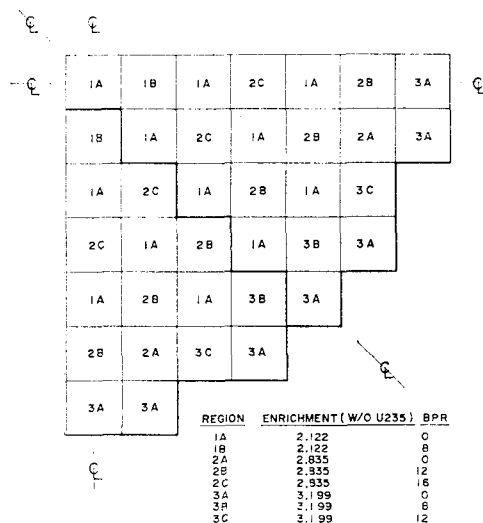 ℄ ℄
℄ 1A 1B 1A 2C 1A 2B 3A ℄
1B 1A 2C 1A 2B 2A 3A
1A 2C 1A 2B 1A 3C
2C 1A 2B 1A 3B 3A
1A 2B 1A 3B 3A
2B 2A 3C 3A ℄
3A 3A
℄
REGION ENRICHMENT (W/O U235) BPR
1A 2.122 0
1B 2.122 8
2A 2.835 0
2B 2.835 12
2C 2.835 16
3A 3.199 0
3B 3.199 8
3C 3.199 12